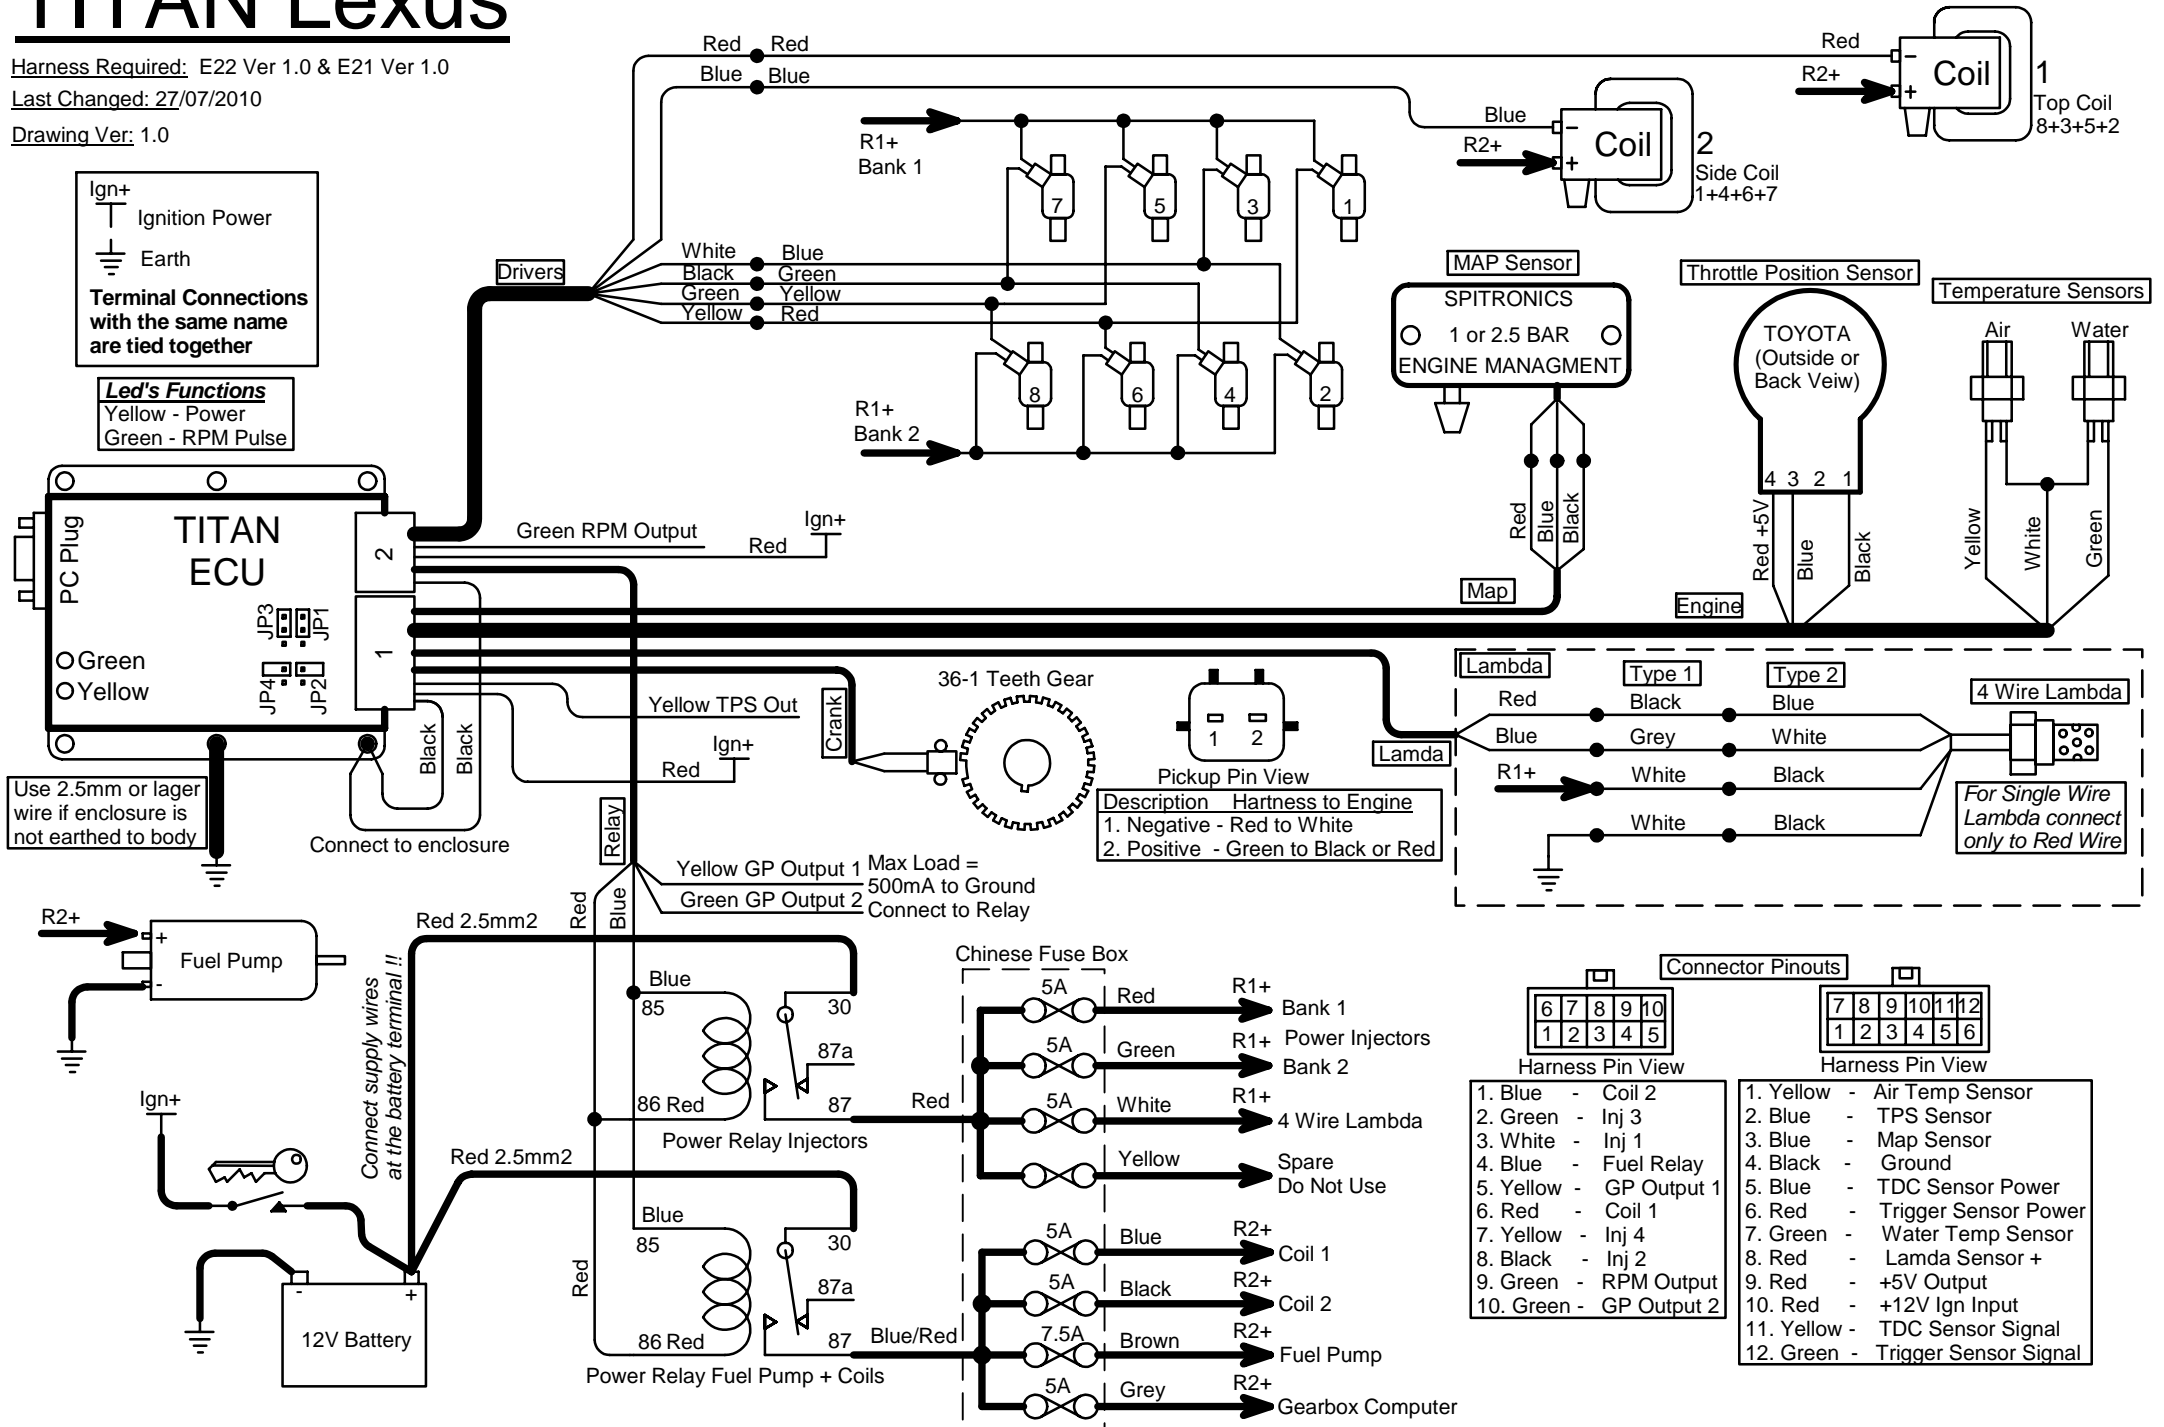 TITAN Lexus
Harness Required: E22 Ver 1.0 & E21 Ver 1.0
Last Changed: 27/07/2010
Drawing Ver: 1.0
Ign+
Ignition Power
Earth
Terminal Connections
with the same name
are tied together
Led's Functions
Yellow - Power
Green - RPM Pulse
Red
Red
Blue
Blue
Red
R2+
Coil
-
+
1
Top Coil
8+3+5+2
Blue
R2+
Coil
-
+
2
Side Coil
1+4+6+7
R1+
Bank 1
7
5
3
1
Drivers
White
Blue
Black
Green
Green
Yellow
Yellow
Red
8
6
4
2
R1+
Bank 2
MAP Sensor
SPITRONICS
1 or 2.5 BAR
ENGINE MANAGMENT
Red
Blue
Black
Map
Throttle Position Sensor
TOYOTA
(Outside or
Back Veiw)
4 3 2 1
Red +5V
Blue
Black
Engine
Temperature Sensors
Air
Water
Yellow
White
Green
PC Plug
TITAN
ECU
2
1
JP3
JP1
JP4
JP2
Green
Yellow
Green RPM Output
Red
Ign+
Black
Black
Use 2.5mm or lager
wire if enclosure is
not earthed to body
Connect to enclosure
Yellow TPS Out
Red
Ign+
Crank
36-1 Teeth Gear
1 2
Pickup Pin View
Description Hartness to Engine
1. Negative - Red to White
2. Positive - Green to Black or Red
Lamda
Lambda
Type 1
Type 2
4 Wire Lambda
Red
Black
Blue
Blue
Grey
White
R1+
White
Black
White
Black
For Single Wire
Lambda connect
only to Red Wire
Relay
Yellow GP Output 1
Green GP Output 2
Max Load =
500mA to Ground
Connect to Relay
Red
Blue
R2+
+
-
Fuel Pump
Ign+
Connect supply wires
at the battery terminal !!
-
+
12V Battery
Red 2.5mm2
Blue
85
30
87a
86 Red
87
Red
Power Relay Injectors
Red 2.5mm2
Blue
85
30
87a
Red
86 Red
87
Blue/Red
Power Relay Fuel Pump + Coils
Chinese Fuse Box
5A
Red
R1+
Bank 1
Power Injectors
5A
Green
R1+
Bank 2
5A
White
R1+
4 Wire Lambda
Yellow
Spare
Do Not Use
5A
Blue
R2+
Coil 1
5A
Black
R2+
Coil 2
7.5A
Brown
R2+
Fuel Pump
5A
Grey
R2+
Gearbox Computer
Connector Pinouts
6 7 8 9 10
1 2 3 4 5
Harness Pin View
1. Blue - Coil 2
2. Green - Inj 3
3. White - Inj 1
4. Blue - Fuel Relay
5. Yellow - GP Output 1
6. Red - Coil 1
7. Yellow - Inj 4
8. Black - Inj 2
9. Green - RPM Output
10. Green - GP Output 2
7 8 9 10 11 12
1 2 3 4 5 6
Harness Pin View
1. Yellow - Air Temp Sensor
2. Blue - TPS Sensor
3. Blue - Map Sensor
4. Black - Ground
5. Blue - TDC Sensor Power
6. Red - Trigger Sensor Power
7. Green - Water Temp Sensor
8. Red - Lamda Sensor +
9. Red - +5V Output
10. Red - +12V Ign Input
11. Yellow - TDC Sensor Signal
12. Green - Trigger Sensor Signal